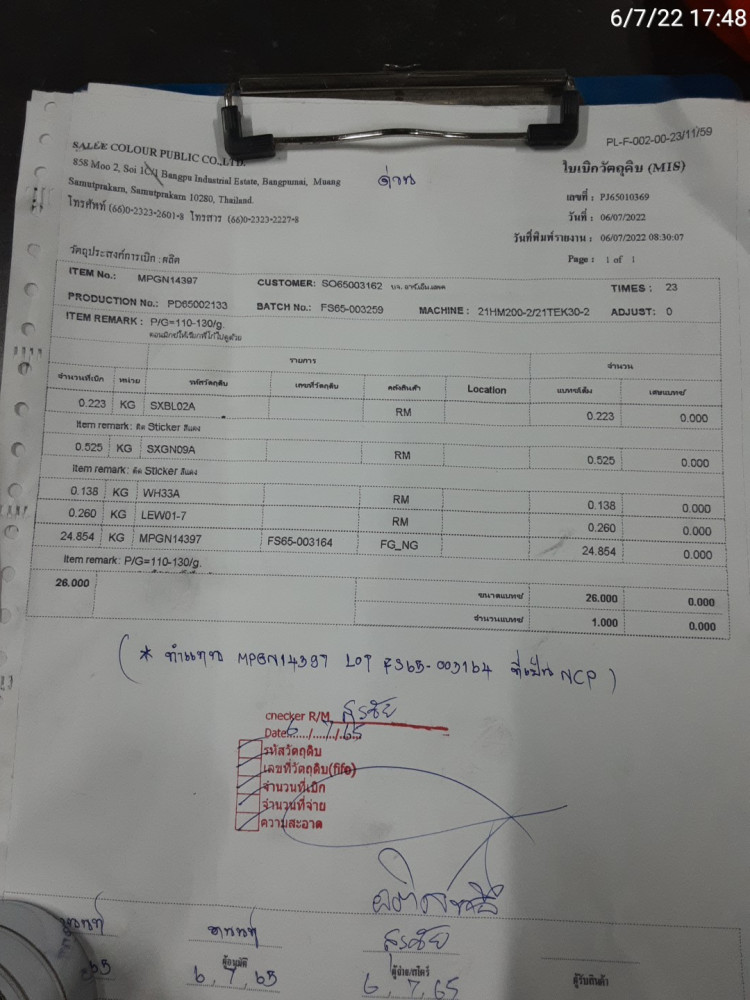 6/7/22 17:48
PL-F-002-00-23/11/59
SALEE COLOUR PUBLIC CO.,LTD.
858 Moo 2, Soi 1C/1 Bangpu Industrial Estate, Bangpumai, Muang
Samutprakarn, Samutprakarn 10280, Thailand.
โทรศัพท์ (66)0-2323-2601-8 โทรสาร (66)0-2323-2227-8
ด่วน
ใบเบิกวัตถุดิบ (MIS)
เลขที่ : PJ65010369
วันที่ : 06/07/2022
วันที่พิมพ์รายงาน : 06/07/2022 08:30:07
Page : 1 of 1
วัตถุประสงค์การเบิก : ผลิต
ITEM No.: MPGN14397 CUSTOMER: SO65003162 TIMES : 23
PRODUCTION No.: PD65002133 BATCH No.: FS65-003259 MACHINE : 21HM200-2/21TEK30-2 ADJUST: 0
ITEM REMARK : P/G=110-130/g.
รายการ จำนวน
จำนวนที่เบิก หน่วย รหัสวัตถุดิบ เลขที่วัตถุดิบ คลังสินค้า Location แบทซ์เต็ม เศษแบทซ์
0.223 KG SXBL02A RM 0.223 0.000
Item remark: ติด Sticker สีแดง
0.525 KG SXGN09A RM 0.525 0.000
Item remark: ติด Sticker สีแดง
0.138 KG WH33A RM 0.138 0.000
0.260 KG LEW01-7 RM 0.260 0.000
24.854 KG MPGN14397 FS65-003164 FG_NG 24.854 0.000
Item remark: P/G=110-130/g.
26.000 ขนาดแบทซ์ 26.000 0.000
จำนวนแบทซ์ 1.000 0.000
(* ทำแทน MPGN14397 LOT FS65-003164 ที่เป็น NCP)
checker R/M สุรชัย
Date 6/7/65
รหัสวัตถุดิบ
เลขที่วัตถุดิบ(fifo)
จำนวนที่เบิก
จำนวนที่จ่าย
ความสะอาด
สุรชัย
ผู้อนุมัติ ผู้จ่าย/สโตร์ ผู้รับสินค้า
6, 7, 65 6, 7, 65